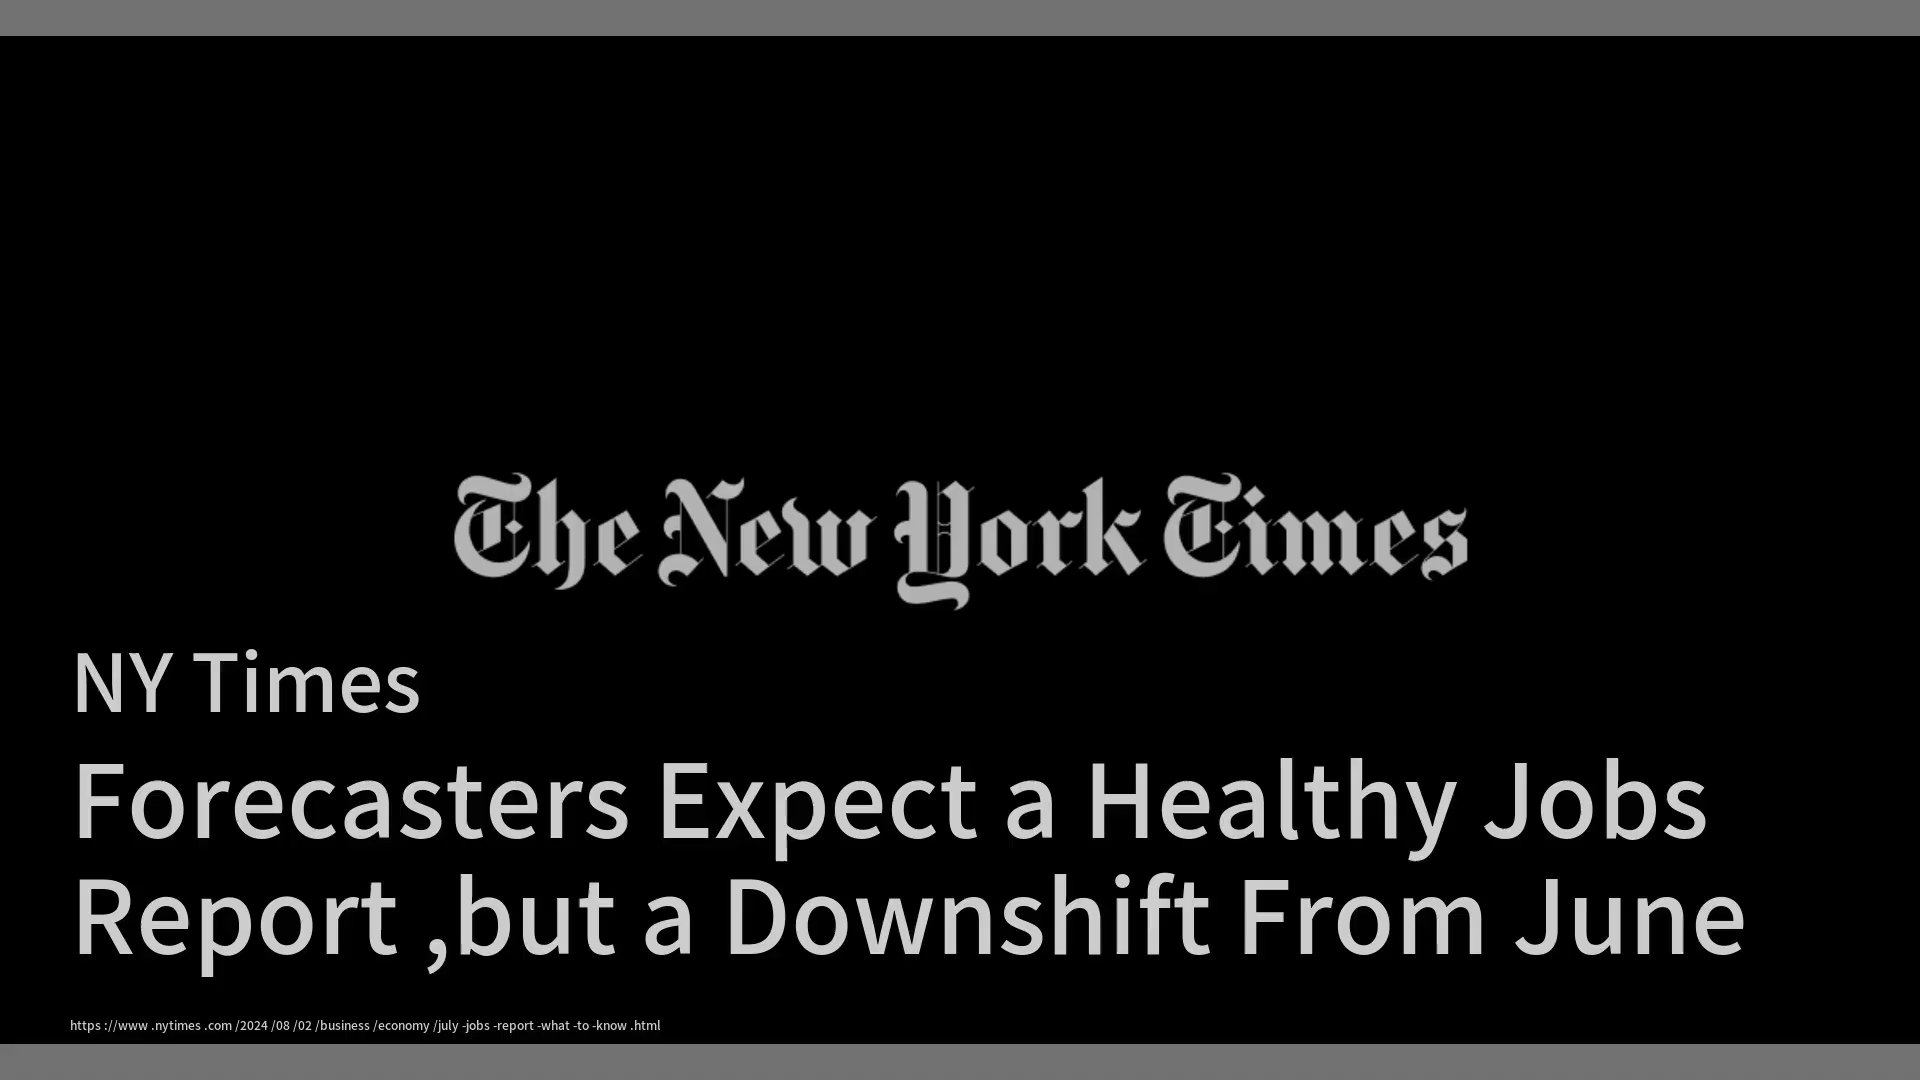 The New York Times
NY Times
Forecasters Expect a Healthy Jobs
Report ,but a Downshift From June
https ://www .nytimes .com /2024 /08 /02 /business /economy /july -jobs -report -what -to -know .html